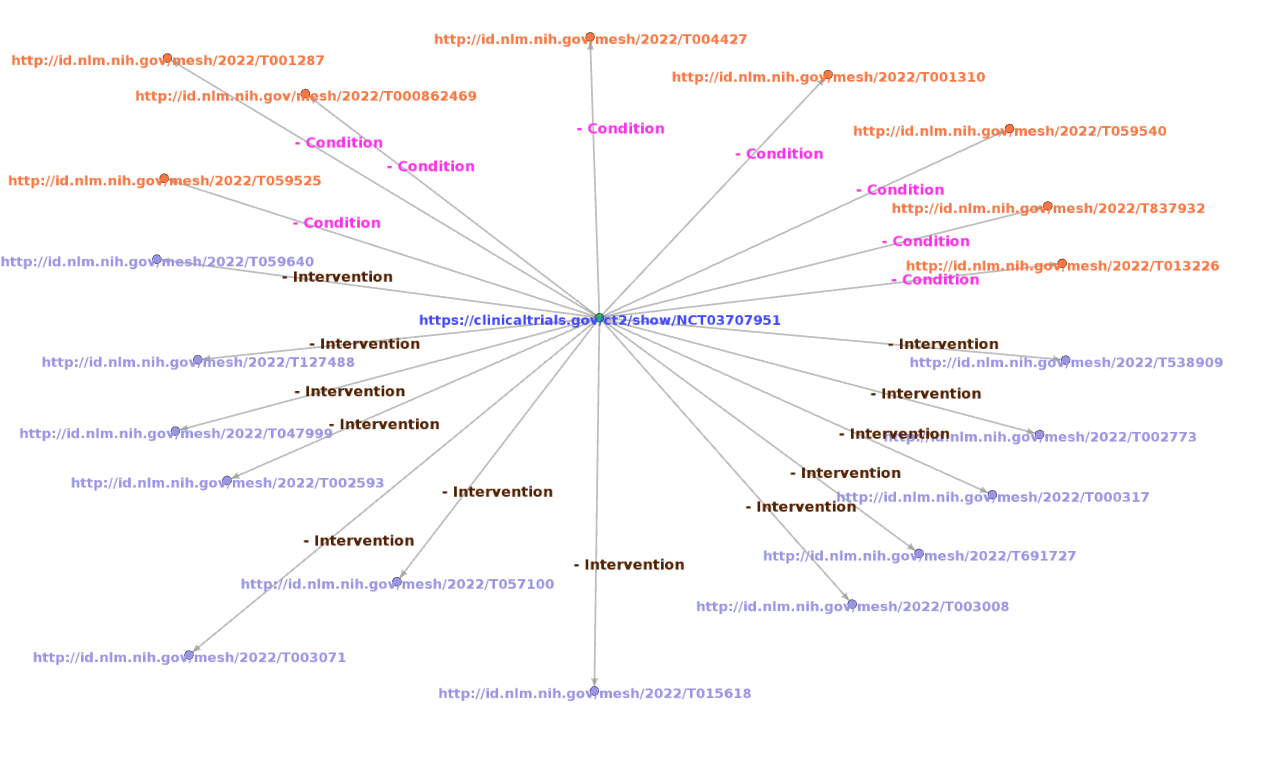 http://id.nlm.nih.gov/mesh/2022/T004427
http://id.nlm.nih.gov/mesh/2022/T001287
http://id.nlm.nih.gov/mesh/2022/T001310
http://id.nlm.nih.gov/mesh/2022/T000862469
- Condition
http://id.nlm.nih.gov/mesh/2022/T059540
- Condition
- Condition
- Condition
http://id.nlm.nih.gov/mesh/2022/T059525
- Condition
http://id.nlm.nih.gov/mesh/2022/T837932
- Condition
- Condition
http://id.nlm.nih.gov/mesh/2022/T059640
http://id.nlm.nih.gov/mesh/2022/T013226
- Intervention
- Condition
https://clinicaltrials.gov/ct2/show/NCT03707951
- Intervention
- Intervention
http://id.nlm.nih.gov/mesh/2022/T127488
http://id.nlm.nih.gov/mesh/2022/T538909
- Intervention
- Intervention
- Intervention
http://id.nlm.nih.gov/mesh/2022/T047999
- Intervention
http://id.nlm.nih.gov/mesh/2022/T002773
- Intervention
http://id.nlm.nih.gov/mesh/2022/T002593
- Intervention
http://id.nlm.nih.gov/mesh/2022/T000317
- Intervention
- Intervention
http://id.nlm.nih.gov/mesh/2022/T691727
- Intervention
http://id.nlm.nih.gov/mesh/2022/T057100
http://id.nlm.nih.gov/mesh/2022/T003008
http://id.nlm.nih.gov/mesh/2022/T003071
http://id.nlm.nih.gov/mesh/2022/T015618